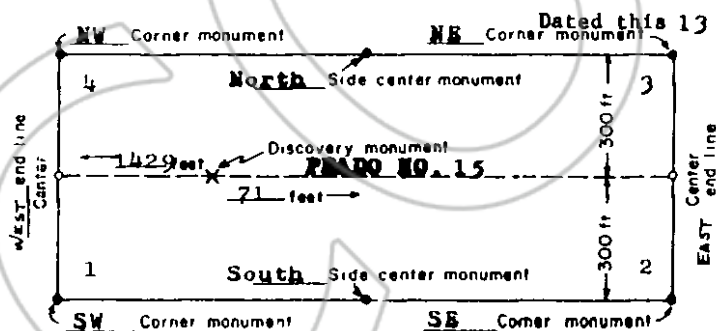 Dated this 13
NW Corner monument NE Corner monument
4 North Side center monument 3
300 ft
WEST end line
Center
1429 feet Discovery monument
PRADO NO. 15
71 feet
Center
EAST end line
300 ft
1 South Side center monument 2
SW Corner monument SE Corner monument